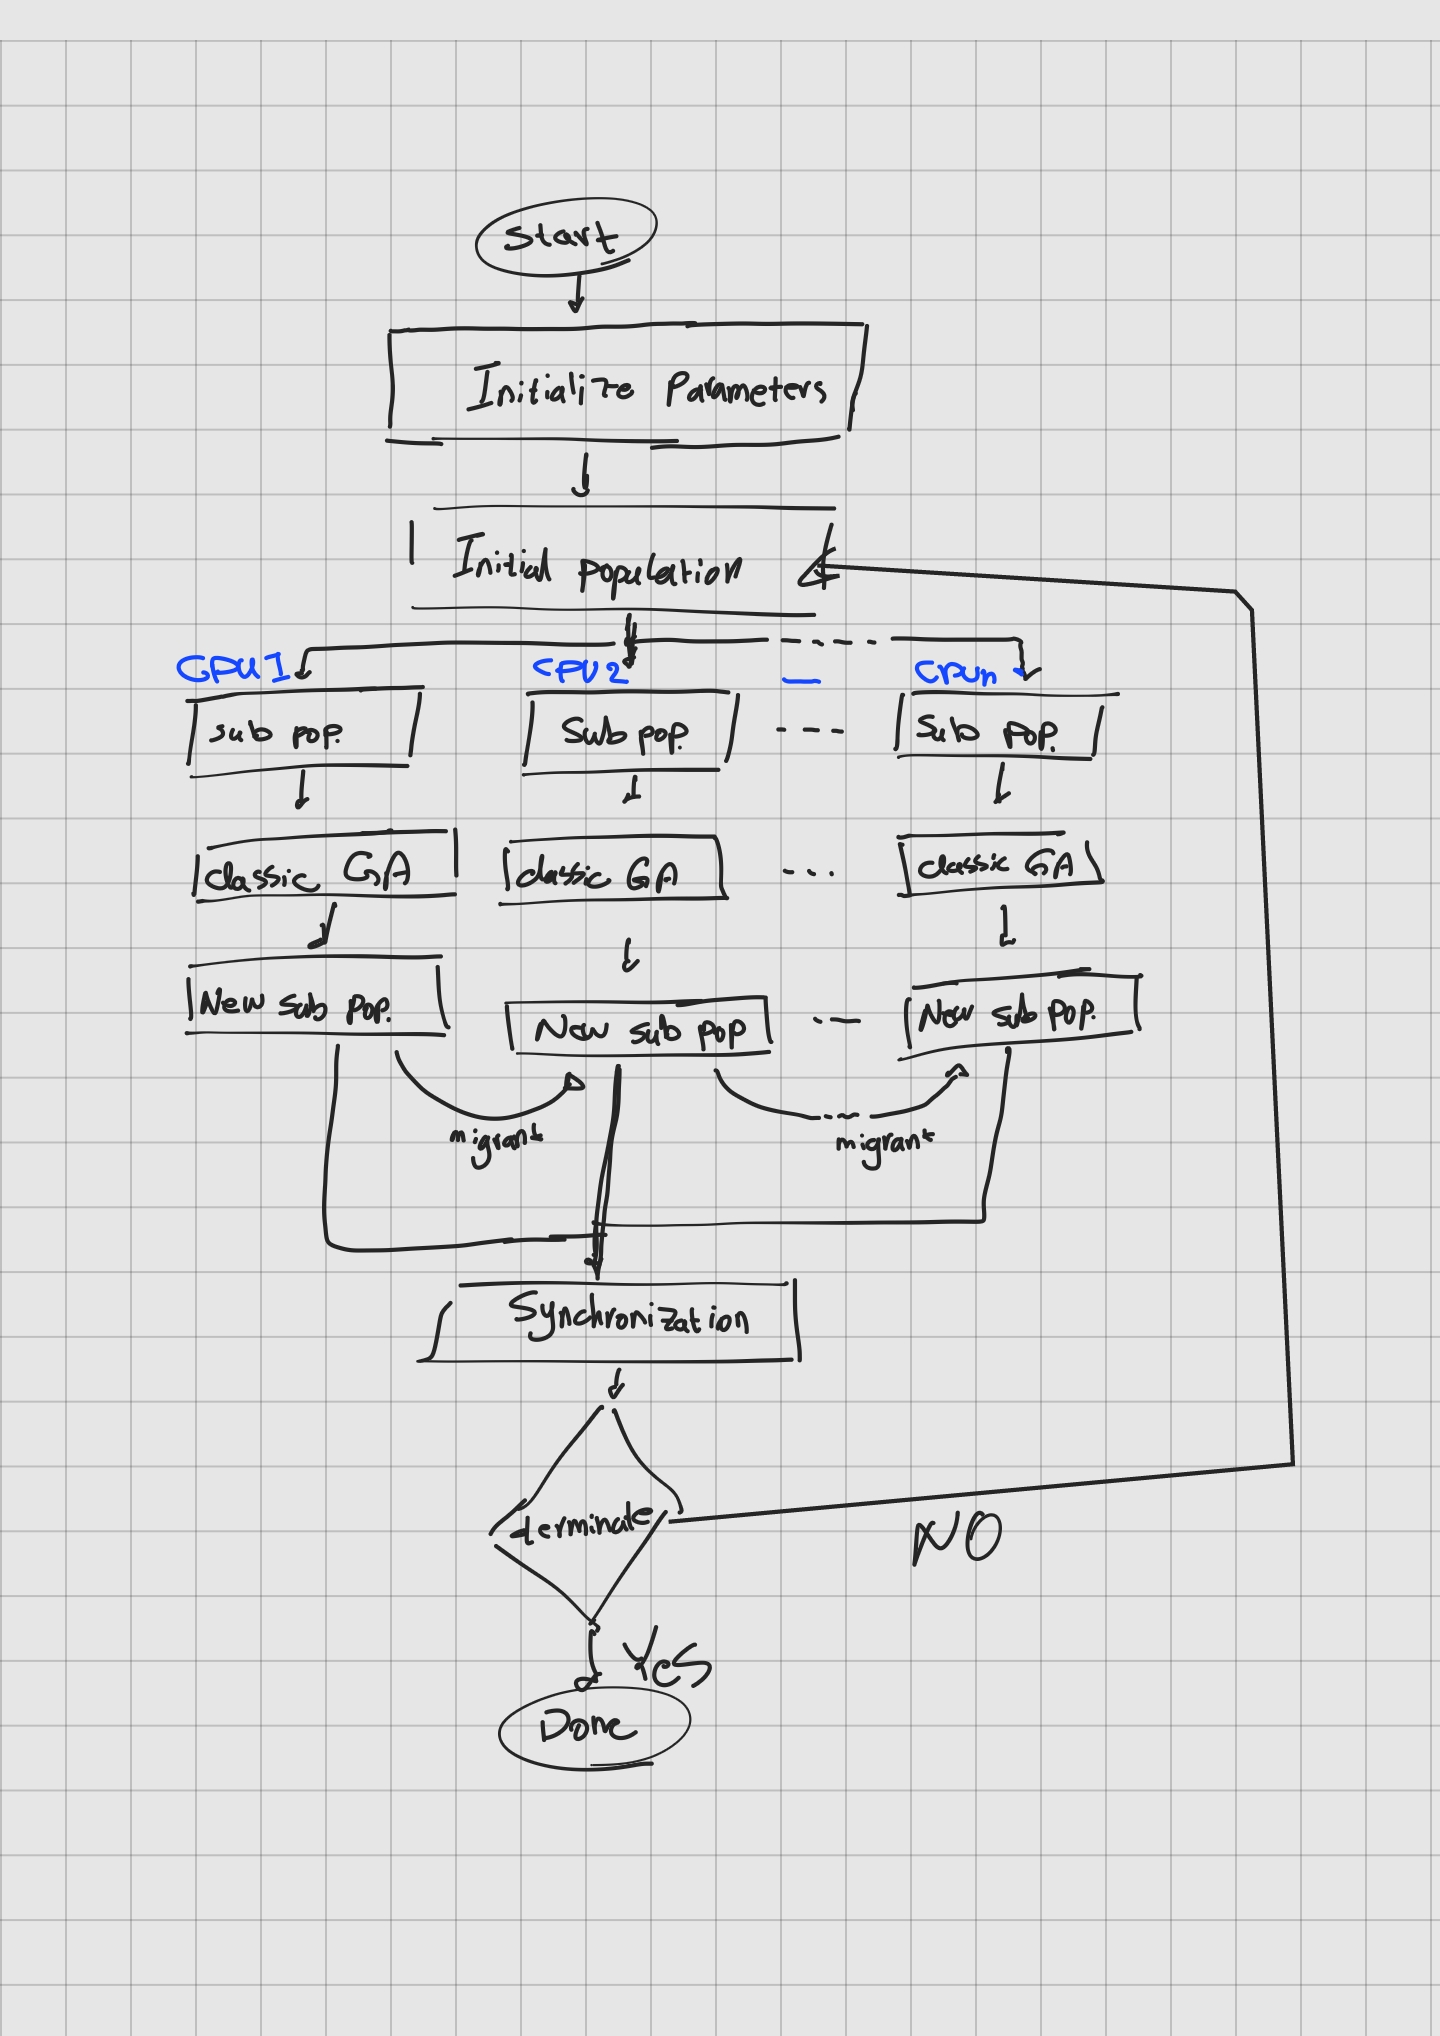 Start
Initialize Parameters
Initial population
CPU1 CPU2 CPUn
sub pop. Sub pop. Sub pop.
classic GA classic GA classic GA
New sub pop. New sub pop New sub pop.
migrant migrant
Synchronization
terminate
NO
Yes
Done